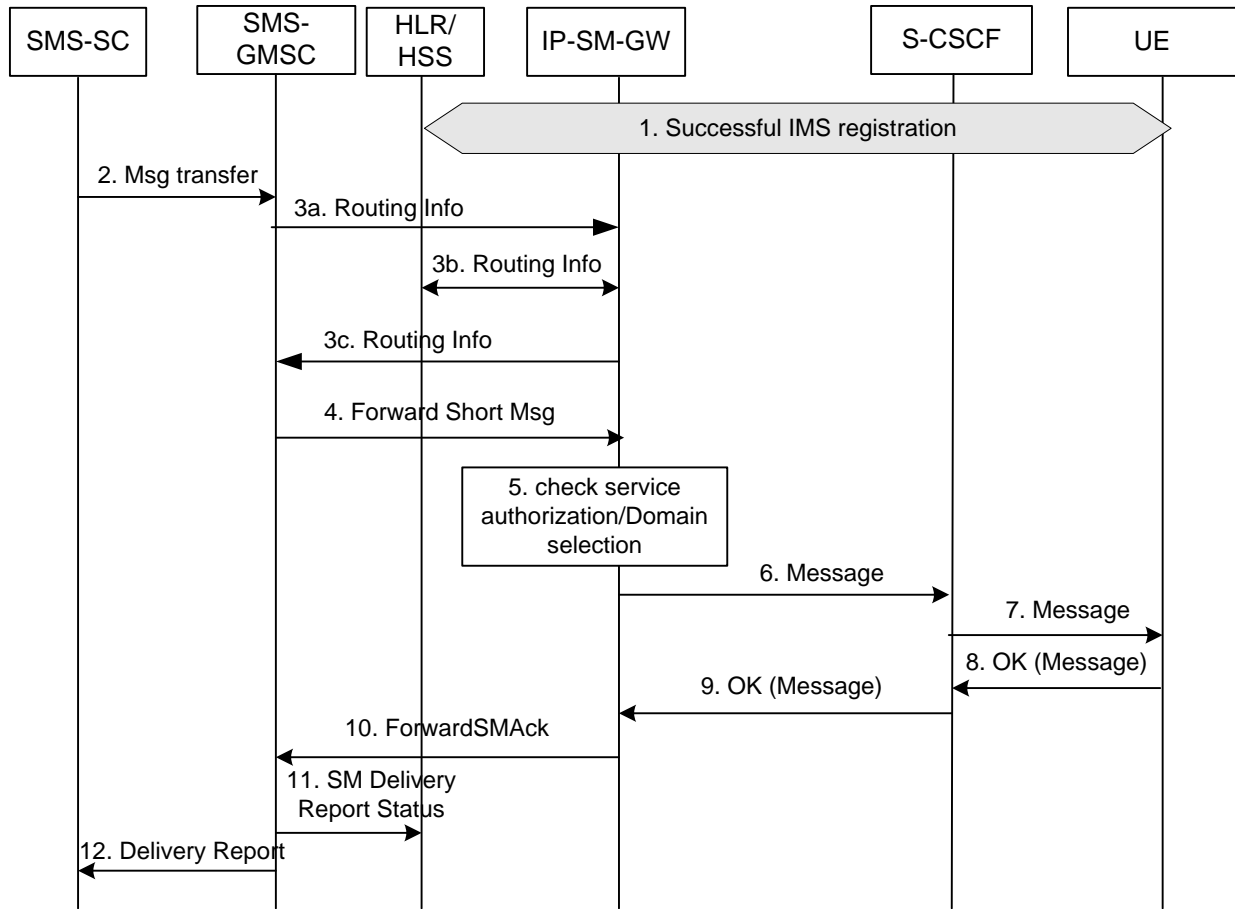 SMS-SC
SMS-
GMSC
HLR/
HSS
IP-SM-GW
S-CSCF
UE
1. Successful IMS registration
2. Msg transfer
3a. Routing Info
3b. Routing Info
3c. Routing Info
4. Forward Short Msg
5. check service
authorization/Domain
selection
6. Message
7. Message
8. OK (Message)
9. OK (Message)
10. ForwardSMAck
11. SM Delivery
Report Status
12. Delivery Report